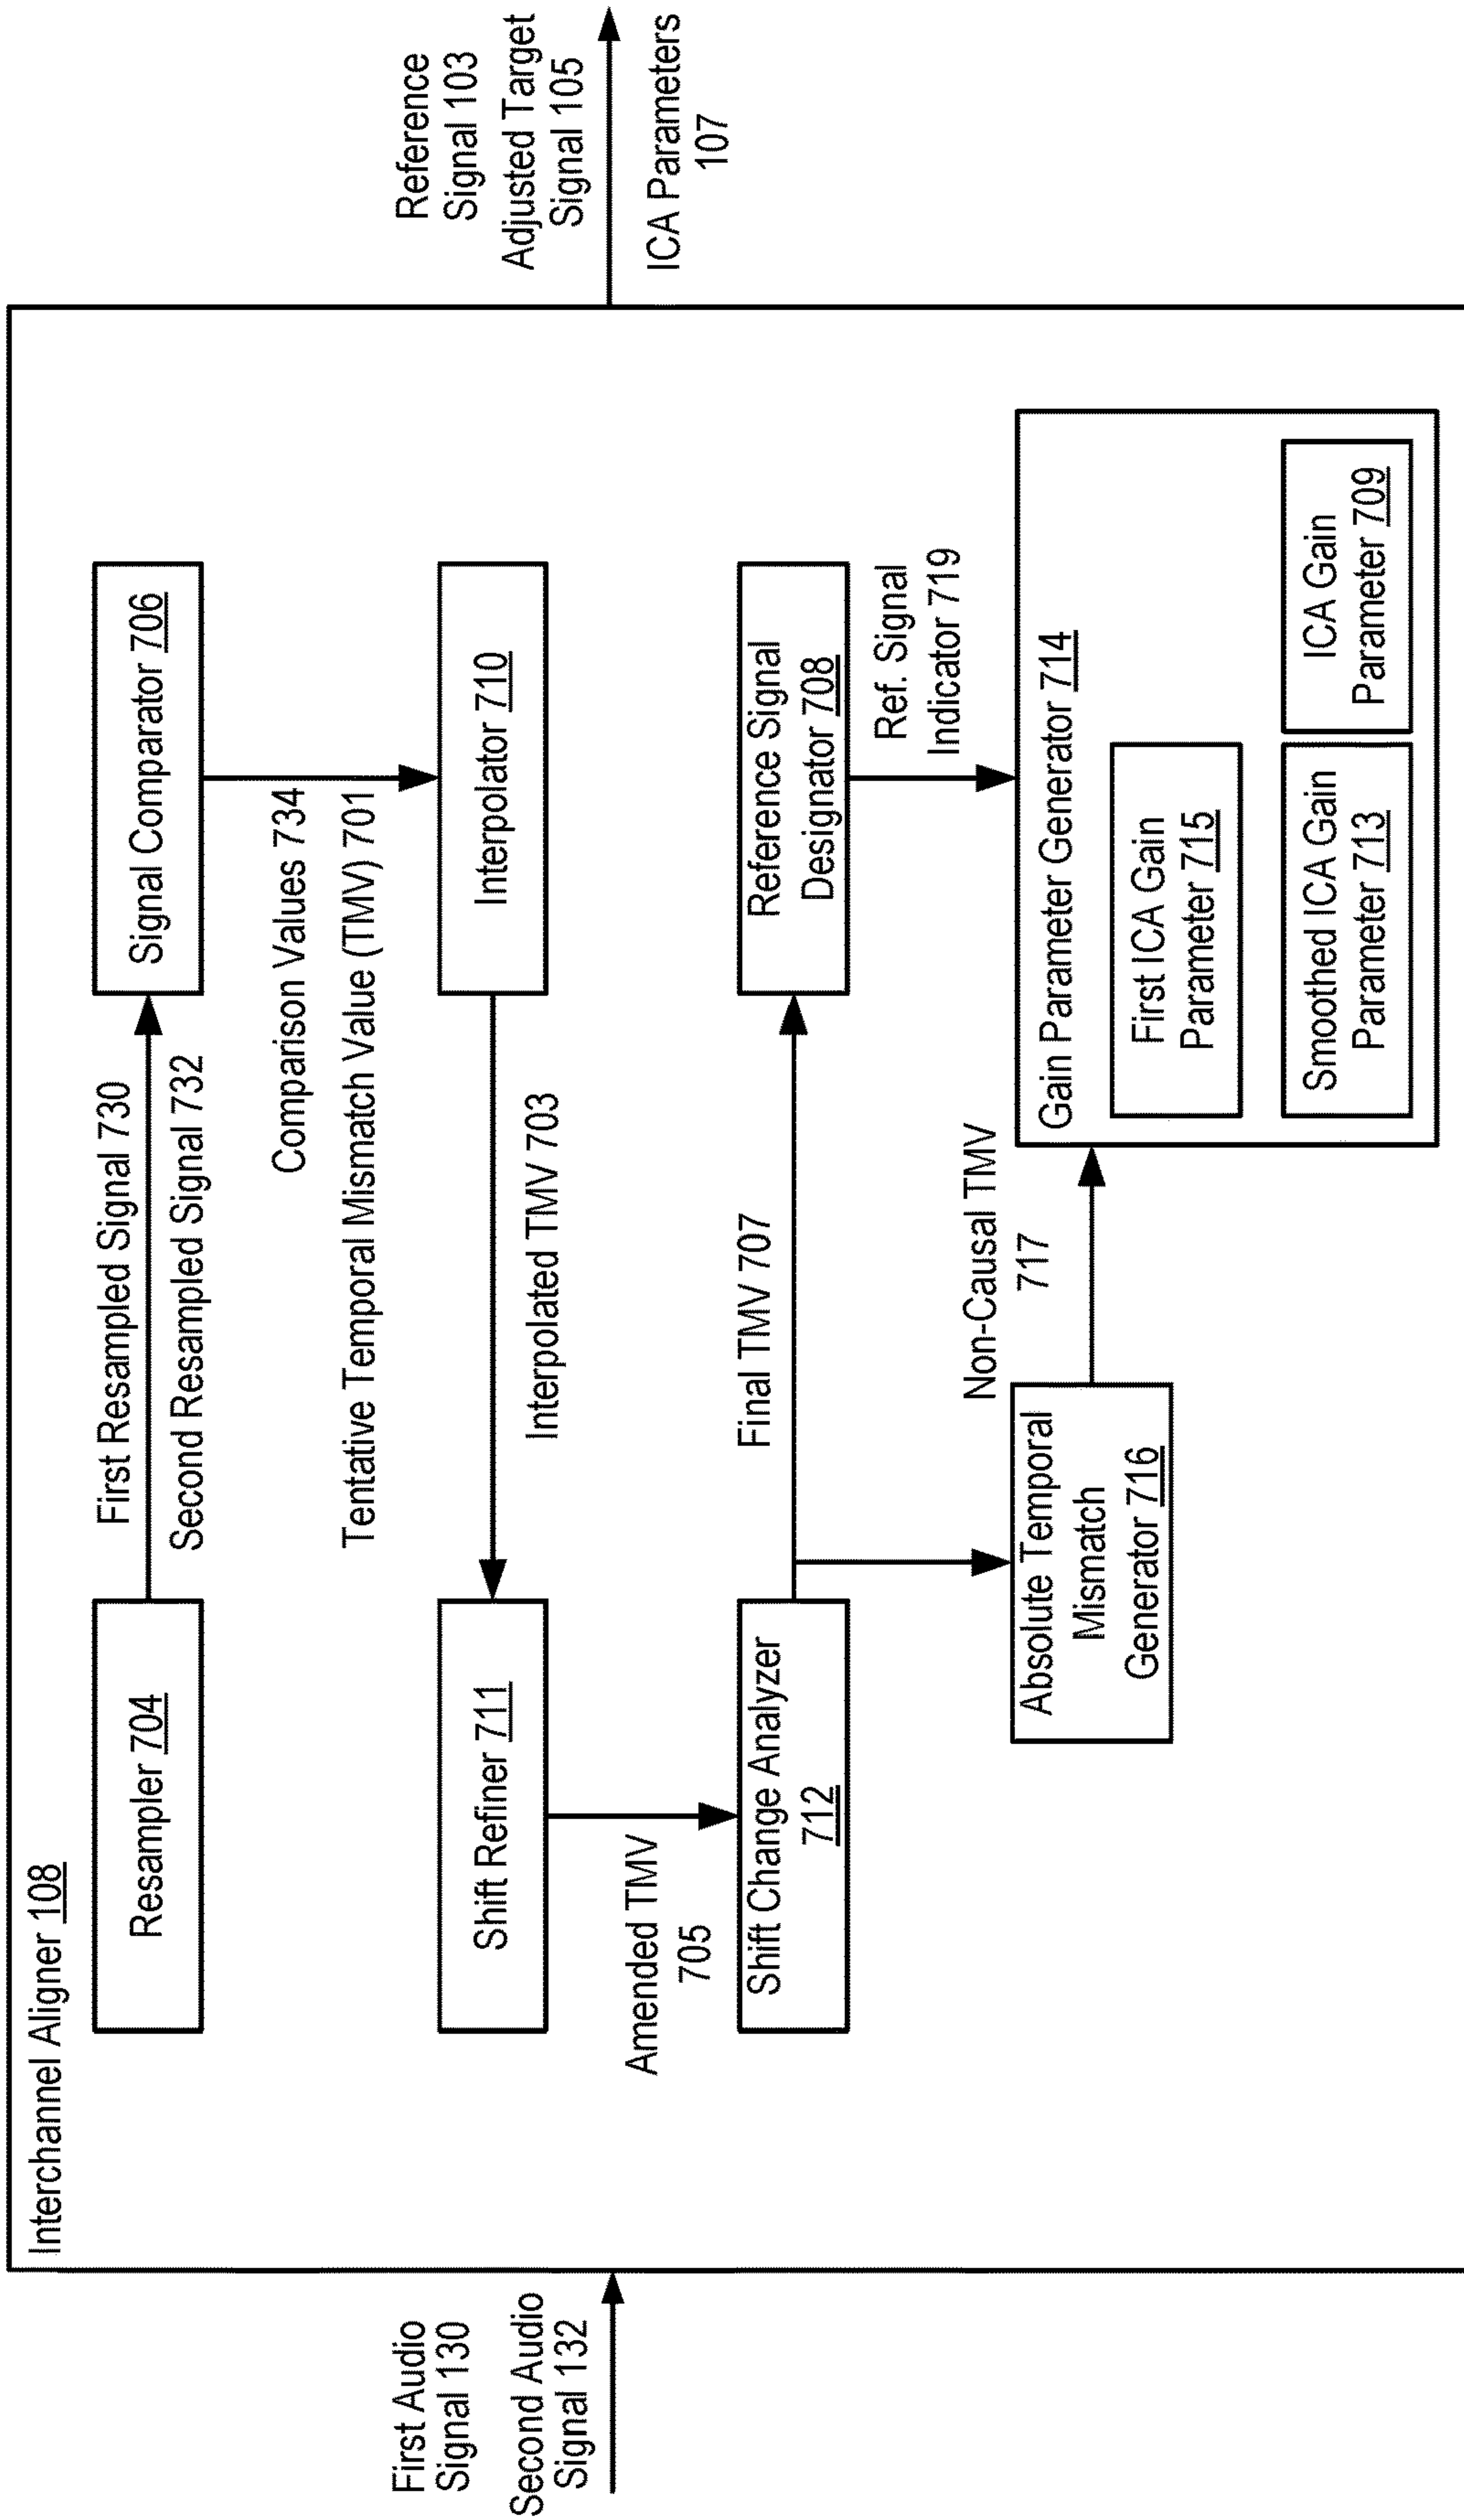 Interchannel Aligner 108
First Audio
Signal 130
Second Audio
Signal 132
Resampler 704
First Resampled Signal 730
Second Resampled Signal 732
Signal Comparator 706
Comparison Values 734
Tentative Temporal Mismatch Value (TMV) 701
Interpolator 710
Interpolated TMV 703
Shift Refiner 711
Amended TMV
705
Shift Change Analyzer
712
Final TMV 707
Reference Signal
Designator 708
Ref. Signal
Indicator 719
Absolute Temporal
Mismatch
Generator 716
Non-Causal TMV
717
Gain Parameter Generator 714
First ICA Gain
Parameter 715
Smoothed ICA Gain
Parameter 713
ICA Gain
Parameter 709
Reference
Signal 103
Adjusted Target
Signal 105
ICA Parameters
107